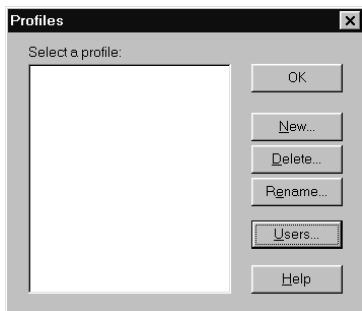 Profiles
Select a profile:
OK
New...
Delete...
Rename...
Users...
Help